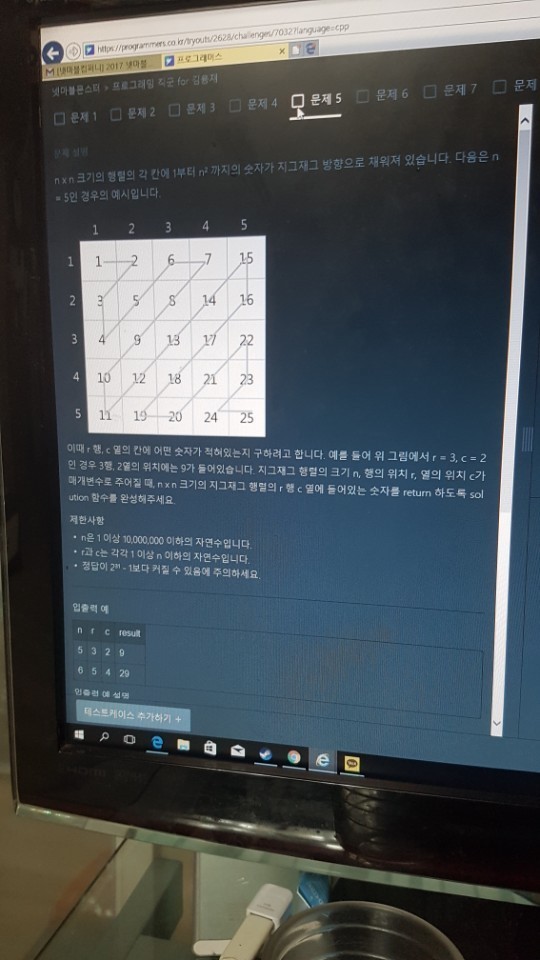 https://programmers.co.kr/tryouts/2628/challenges/7032?language=cpp
[넷마블컴퍼니] 2017 넷마블
프로그래머스
넷마블몬스터 > 프로그래밍 직군 for 김용재
문제 1 문제 2 문제 3 문제 4 문제 5 문제 6 문제 7 문제
문제 설명
n x n 크기의 행렬의 각 칸에 1부터 n² 까지의 숫자가 지그재그 방향으로 채워져 있습니다. 다음은 n
= 5인 경우의 예시입니다.
1 2 3 4 5
1 1 2 6 7 15
2 3 5 8 14 16
3 4 9 13 17 22
4 10 12 18 21 23
5 11 19 20 24 25
이때 r 행, c 열의 칸에 어떤 숫자가 적혀있는지 구하려고 합니다. 예를 들어 위 그림에서 r = 3, c = 2
인 경우 3행, 2열의 위치에는 9가 들어있습니다. 지그재그 행렬의 크기 n, 행의 위치 r, 열의 위치 c가
매개변수로 주어질 때, n x n 크기의 지그재그 행렬의 r 행 c 열에 들어있는 숫자를 return 하도록 sol
ution 함수를 완성해주세요.
제한사항
• n은 1 이상 10,000,000 이하의 자연수입니다.
• r과 c는 각각 1 이상 n 이하의 자연수입니다.
• 정답이 2³¹ - 1보다 커질 수 있음에 주의하세요.
입출력 예
n r c result
5 3 2 9
6 5 4 29
입출력 예 설명
테스트케이스 추가하기 +